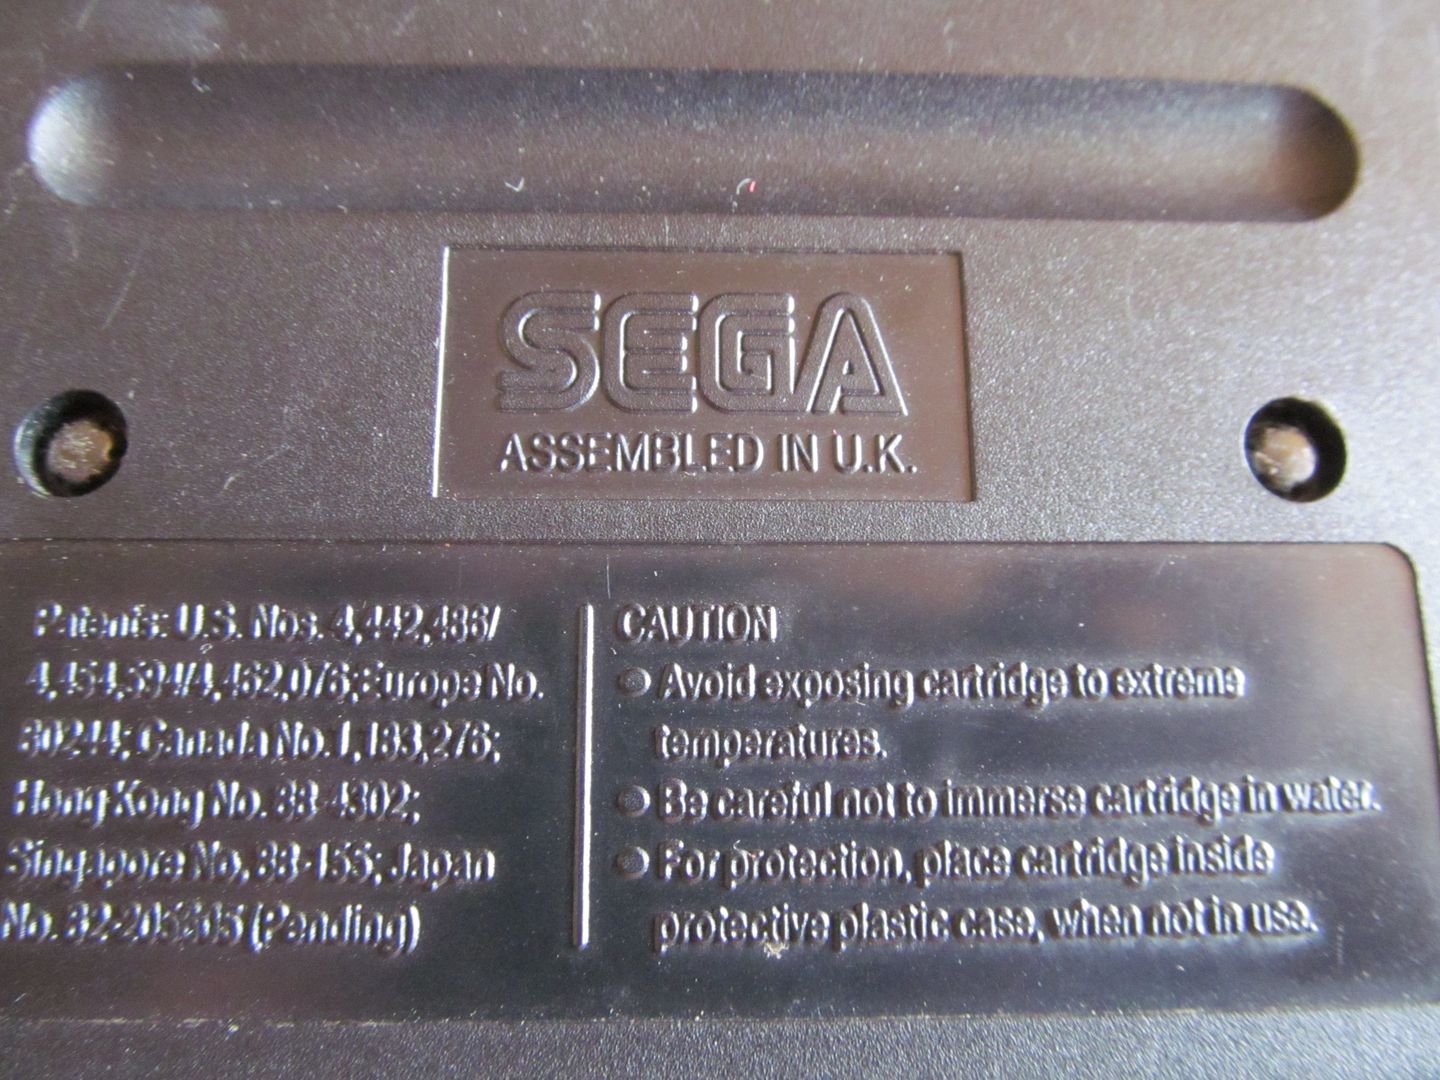 SEGA
ASSEMBLED IN U.K.
Patents: U.S. Nos. 4,442,486/
4,454,594/4,462,076; Europe No.
80244; Canada No. 1,183,276;
Hong Kong No. 88-4302;
Singapore No. 88-155; Japan
No. 82-205605 (Pending)
CAUTION
● Avoid exposing cartridge to extreme
temperatures.
● Be careful not to immerse cartridge in water.
● For protection, place cartridge inside
protective plastic case, when not in use.